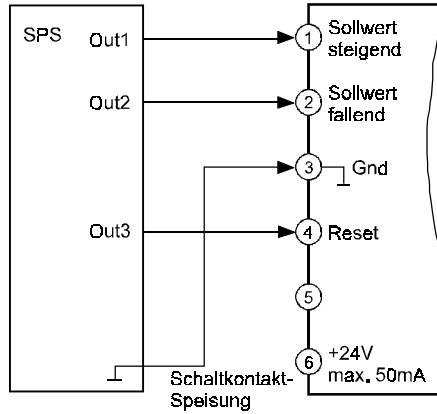 SPS
Out1
1
Sollwert
steigend
Out2
2
Sollwert
fallend
3
Gnd
Out3
4
Reset
5
6
+24V
max. 50mA
Schaltkontakt-
Speisung